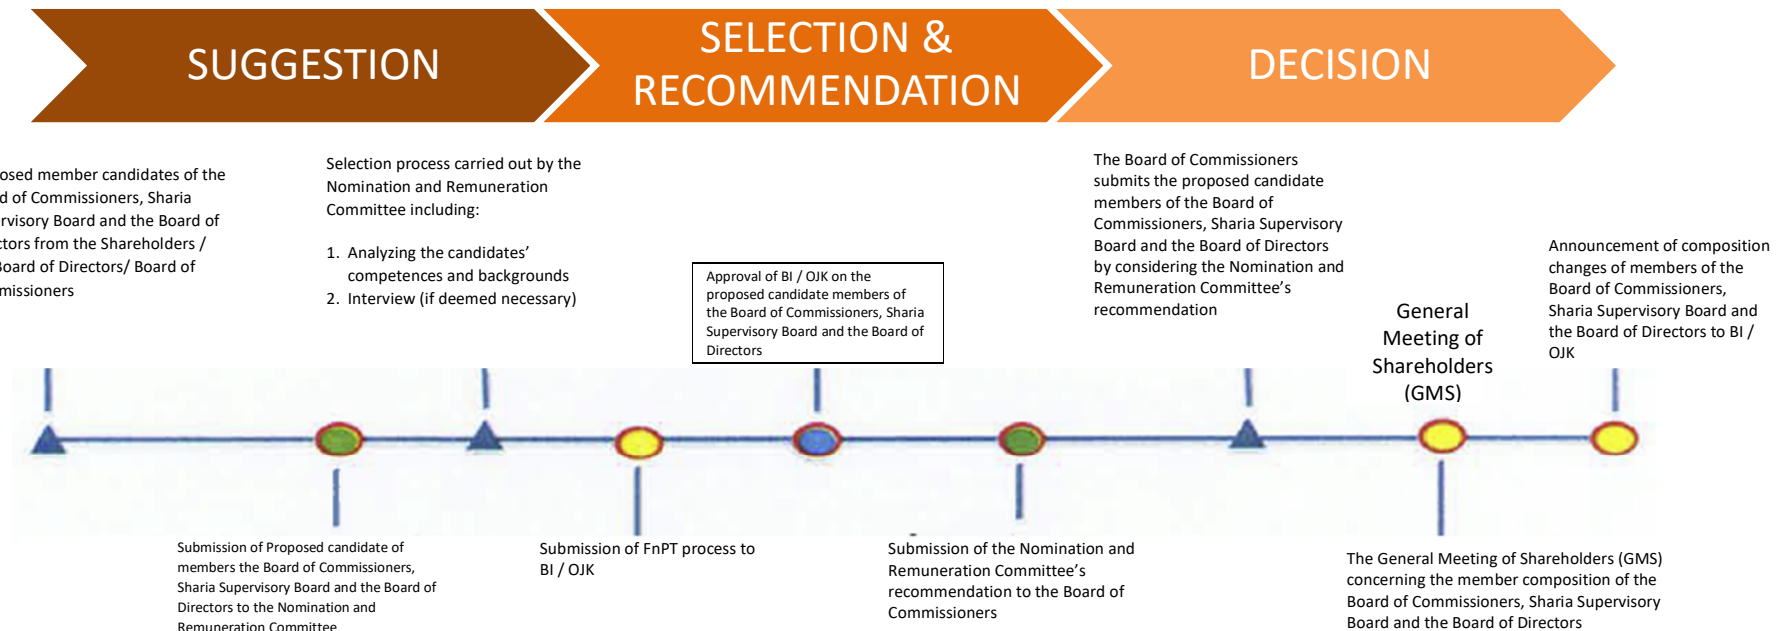 SUGGESTION
SELECTION &
RECOMMENDATION
DECISION
member candidates of the
of Commissioners, Sharia
Board and the Board of
from the Shareholders /
Board of Directors/ Board of
Selection process carried out by the
Nomination and Remuneration
Committee including:
1. Analyzing the candidates'
competences and backgrounds
2. Interview (if deemed necessary)
Approval of BI / OJK on the
proposed candidate members of
the Board of Commissioners, Sharia
Supervisory Board and the Board of
Directors
The Board of Commissioners
submits the proposed candidate
members of the Board of
Commissioners, Sharia Supervisory
Board and the Board of Directors
by considering the Nomination and
Remuneration Committee's
recommendation
General
Meeting of
Shareholders
(GMS)
Announcement of composition
changes of members of the
Board of Commissioners,
Sharia Supervisory Board and
the Board of Directors to BI /
OJK
Submission of Proposed candidate of
members the Board of Commissioners,
Sharia Supervisory Board and the Board of
Directors to the Nomination and
Remuneration Committee
Submission of FnPT process to
BI / OJK
Submission of the Nomination and
Remuneration Committee's
recommendation to the Board of
Commissioners
The General Meeting of Shareholders (GMS)
concerning the member composition of the
Board of Commissioners, Sharia Supervisory
Board and the Board of Directors